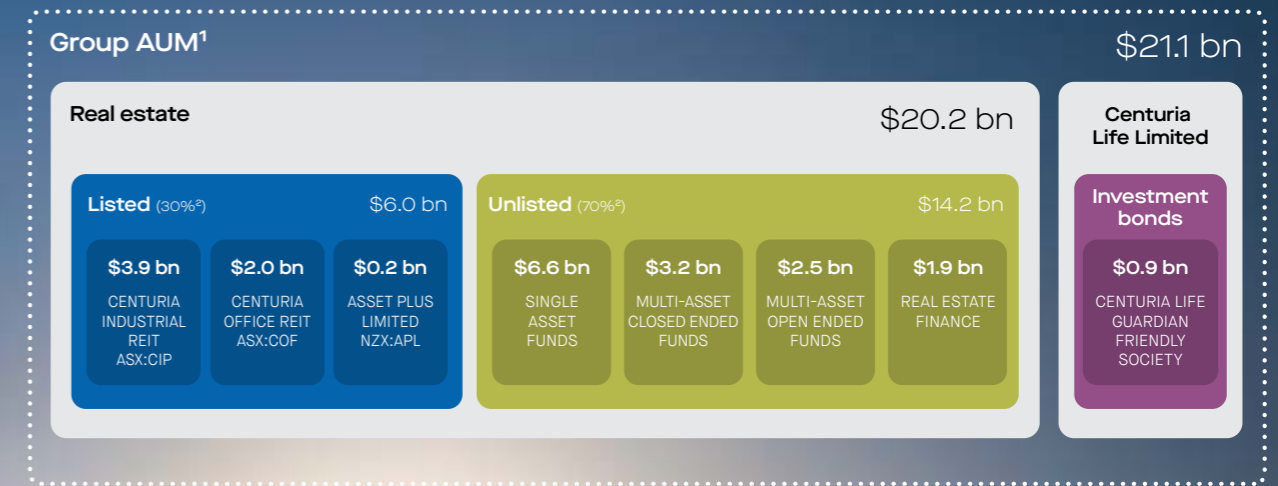 Group AUM¹
$21.1 bn
Real estate
$20.2 bn
Listed (30%²)
$6.0 bn
$3.9 bn
CENTURIA
INDUSTRIAL
REIT
ASX:CIP
$2.0 bn
CENTURIA
OFFICE REIT
ASX:COF
$0.2 bn
ASSET PLUS
LIMITED
NZX:APL
Unlisted (70%²)
$14.2 bn
$6.6 bn
SINGLE
ASSET
FUNDS
$3.2 bn
MULTI-ASSET
CLOSED ENDED
FUNDS
$2.5 bn
MULTI-ASSET
OPEN ENDED
FUNDS
$1.9 bn
REAL ESTATE
FINANCE
Centuria
Life Limited
Investment
bonds
$0.9 bn
CENTURIA LIFE
GUARDIAN
FRIENDLY
SOCIETY